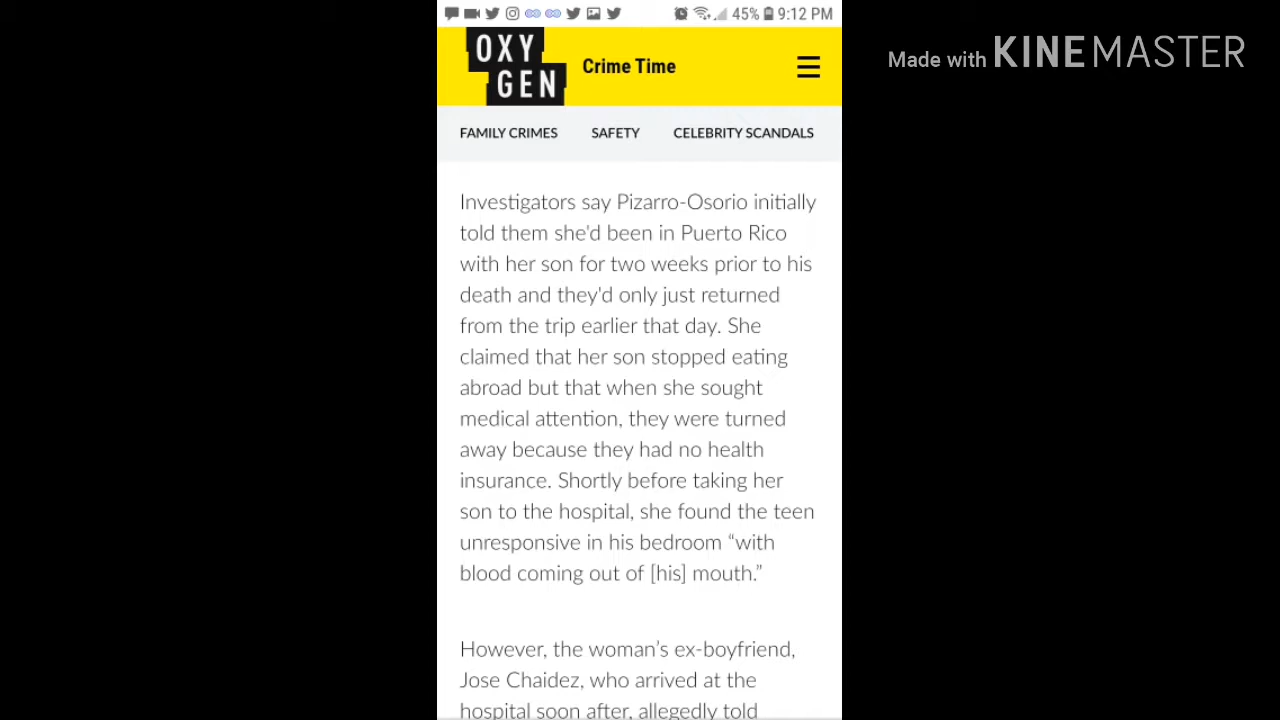 45% 9:12 PM
Made with KINEMASTER
OXY
GEN
Crime Time
FAMILY CRIMES SAFETY CELEBRITY SCANDALS
Investigators say Pizarro-Osorio initially
told them she'd been in Puerto Rico
with her son for two weeks prior to his
death and they'd only just returned
from the trip earlier that day. She
claimed that her son stopped eating
abroad but that when she sought
medical attention, they were turned
away because they had no health
insurance. Shortly before taking her
son to the hospital, she found the teen
unresponsive in his bedroom “with
blood coming out of [his] mouth.”
However, the woman’s ex-boyfriend,
Jose Chaidez, who arrived at the
hospital soon after, allegedly told